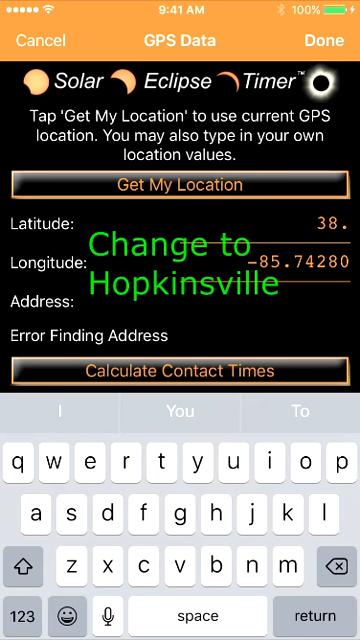 9:41 AM
100%
Cancel
GPS Data
Done
Solar Eclipse Timer™
Tap 'Get My Location' to use current GPS
location. You may also type in your own
location values.
Get My Location
Latitude:
38.
Change to
Longitude:
-85.74280
Hopkinsville
Address:
Error Finding Address
Calculate Contact Times
I
You
To
q w e r t y u i o p
a s d f g h j k l
z x c v b n m
123
space
return